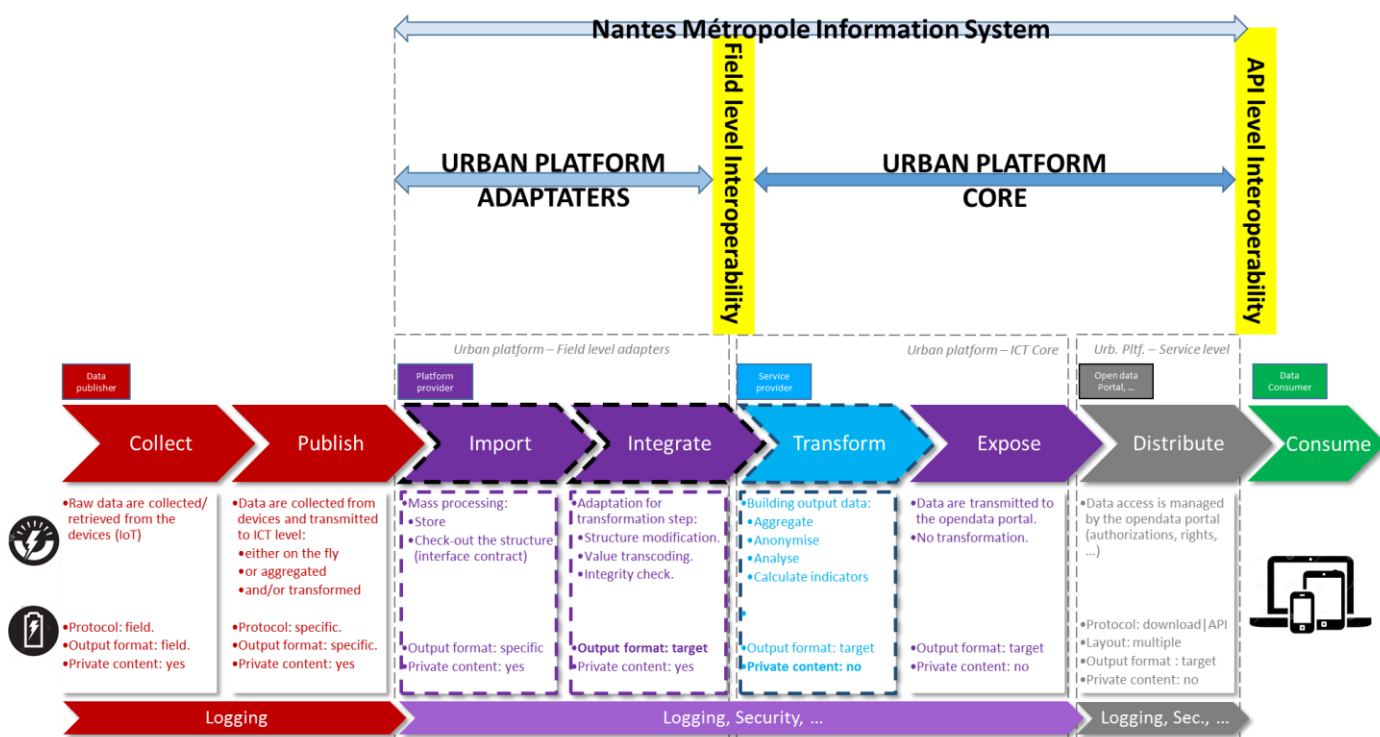 Nantes Métropole Information System
Field level Interoperability
API level Interoperability
URBAN PLATFORM
ADAPTATERS
URBAN PLATFORM
CORE
Urban platform – Field level adapters
Urban platform – ICT Core
Urb. Pltf. – Service level
Data
publisher
Platform
provider
Service
provider
Open data
Portal, ...
Data
Consumer
Collect
Publish
Import
Integrate
Transform
Expose
Distribute
Consume
•Raw data are collected/
retrieved from the
devices (IoT)
•Protocol: field.
•Output format: field.
•Private content: yes
•Data are collected from
devices and transmitted
to ICT level:
•either on the fly
•or aggregated
•and/or transformed
•Protocol: specific.
•Output format: specific.
•Private content: yes
•Mass processing:
•Store
•Check-out the structure
(interface contract)
•Output format: specific
•Private content: yes
•Adaptation for
transformation step:
•Structure modification.
•Value transcoding.
•Integrity check.
•Output format: target
•Private content: yes
•Building output data:
•Aggregate
•Anonymise
•Analyse
•Calculate indicators
•
•Output format: target
•Private content: no
•Data are transmitted to
the opendata portal.
•No transformation.
•Output format: target
•Private content: no
•Data access is managed
by the opendata portal
(authorizations, rights,
...)
•Protocol: download|API
•Layout: multiple
•Output format : target
•Private content: no
Logging
Logging, Security, ...
Logging, Sec., ...